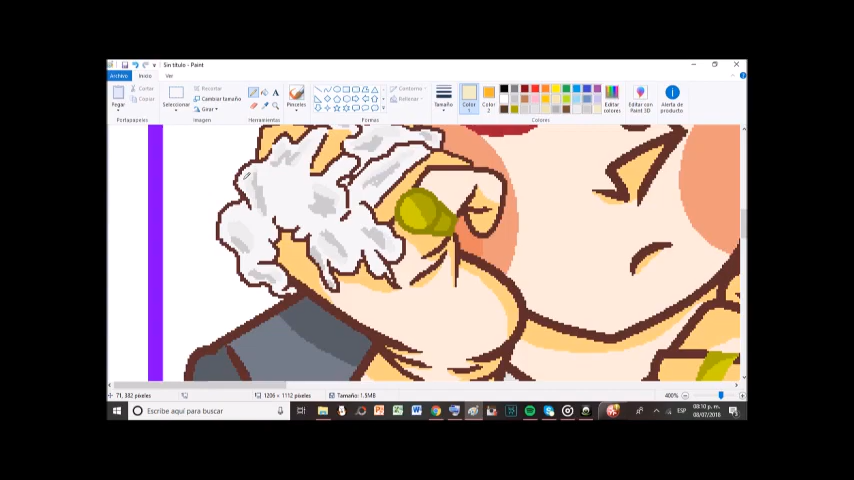 Sin título - Paint
Archivo Inicio Ver
Pegar
Cortar
Copiar
Seleccionar
Recortar
Cambiar tamaño
Girar
A
Pinceles
Contorno
Rellenar
Tamaño
Color 1
Color 2
Editar colores
Editar con Paint 3D
Alerta de producto
Portapapeles Imagen Herramientas Formas Colores
71, 332 píxeles 1206 × 1112 píxeles Tamaño: 1.5MB 400%
Escribe aquí para buscar
ESP
08:10 p. m.
08/07/2018